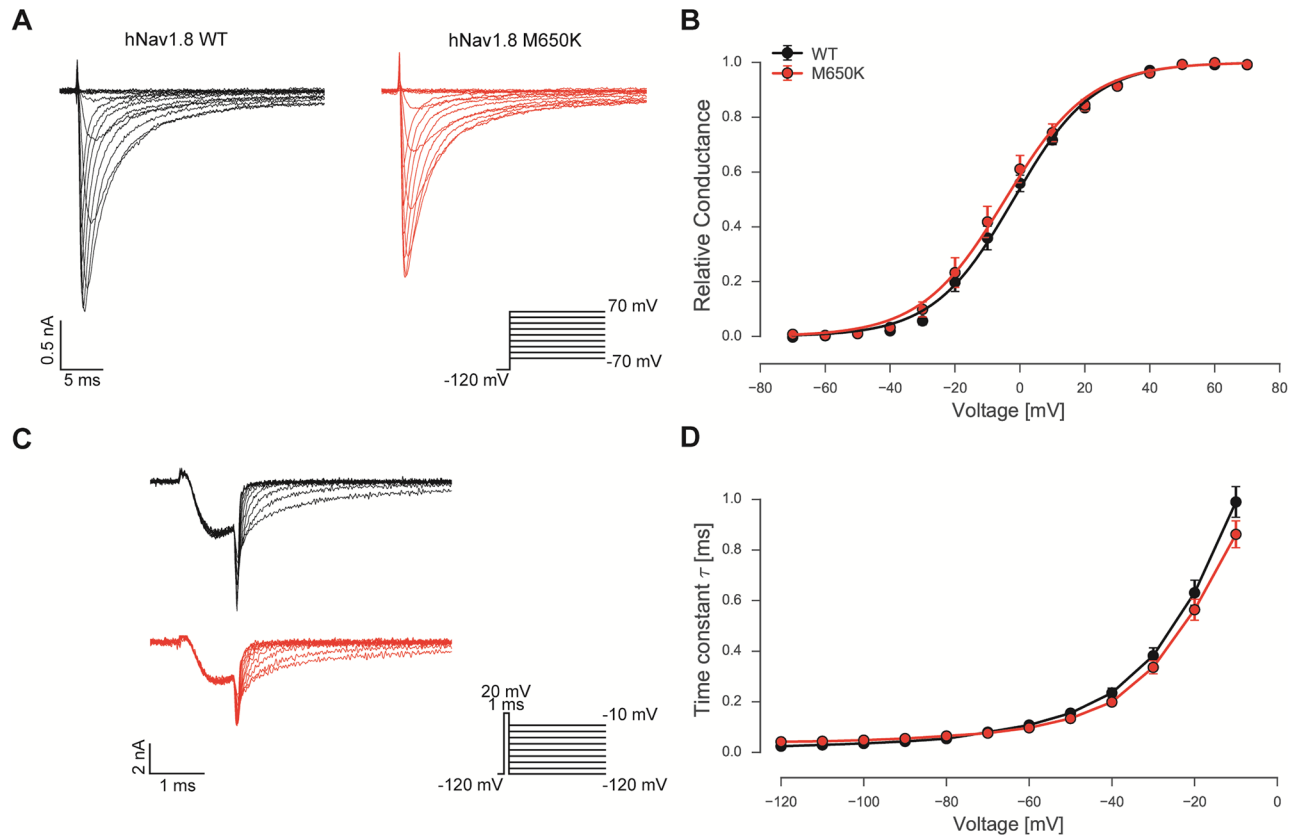 A
hNav1.8 WT
hNav1.8 M650K
0.5 nA
5 ms
70 mV
-70 mV
-120 mV
B
WT
M650K
Relative Conductance
1.0
0.8
0.6
0.4
0.2
0.0
−80 −60 −40 −20 0 20 40 60 80
Voltage [mV]
C
2 nA
1 ms
20 mV
1 ms
-10 mV
-120 mV
-120 mV
D
Time constant τ [ms]
1.0
0.8
0.6
0.4
0.2
0.0
−120 −100 −80 −60 −40 −20 0
Voltage [mV]